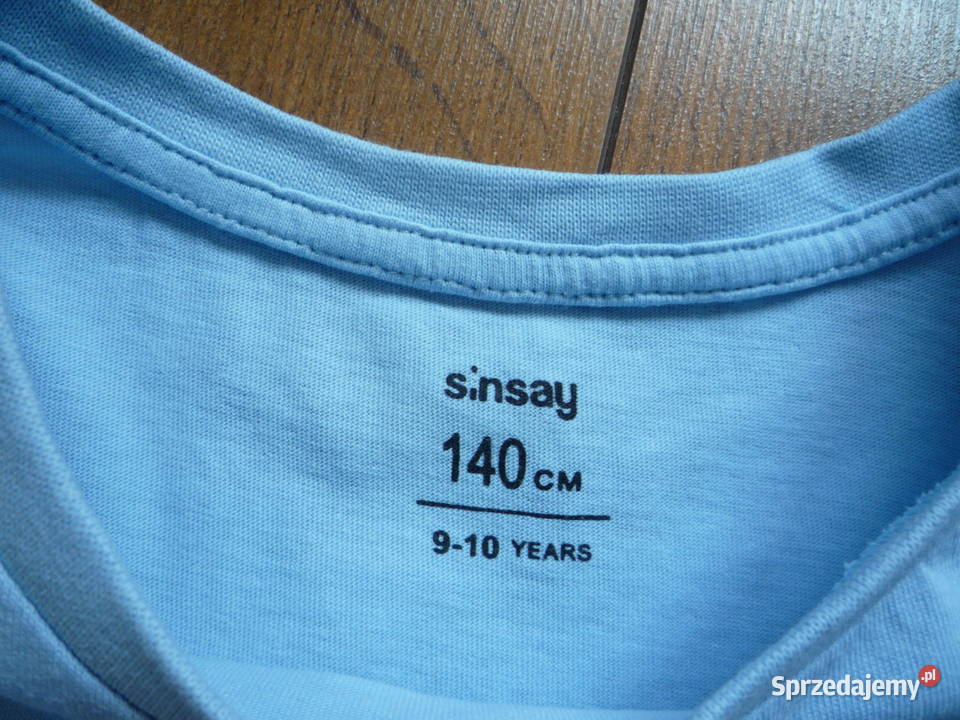 sinsay
140 CM
9-10 YEARS
Sprzedajemy.pl